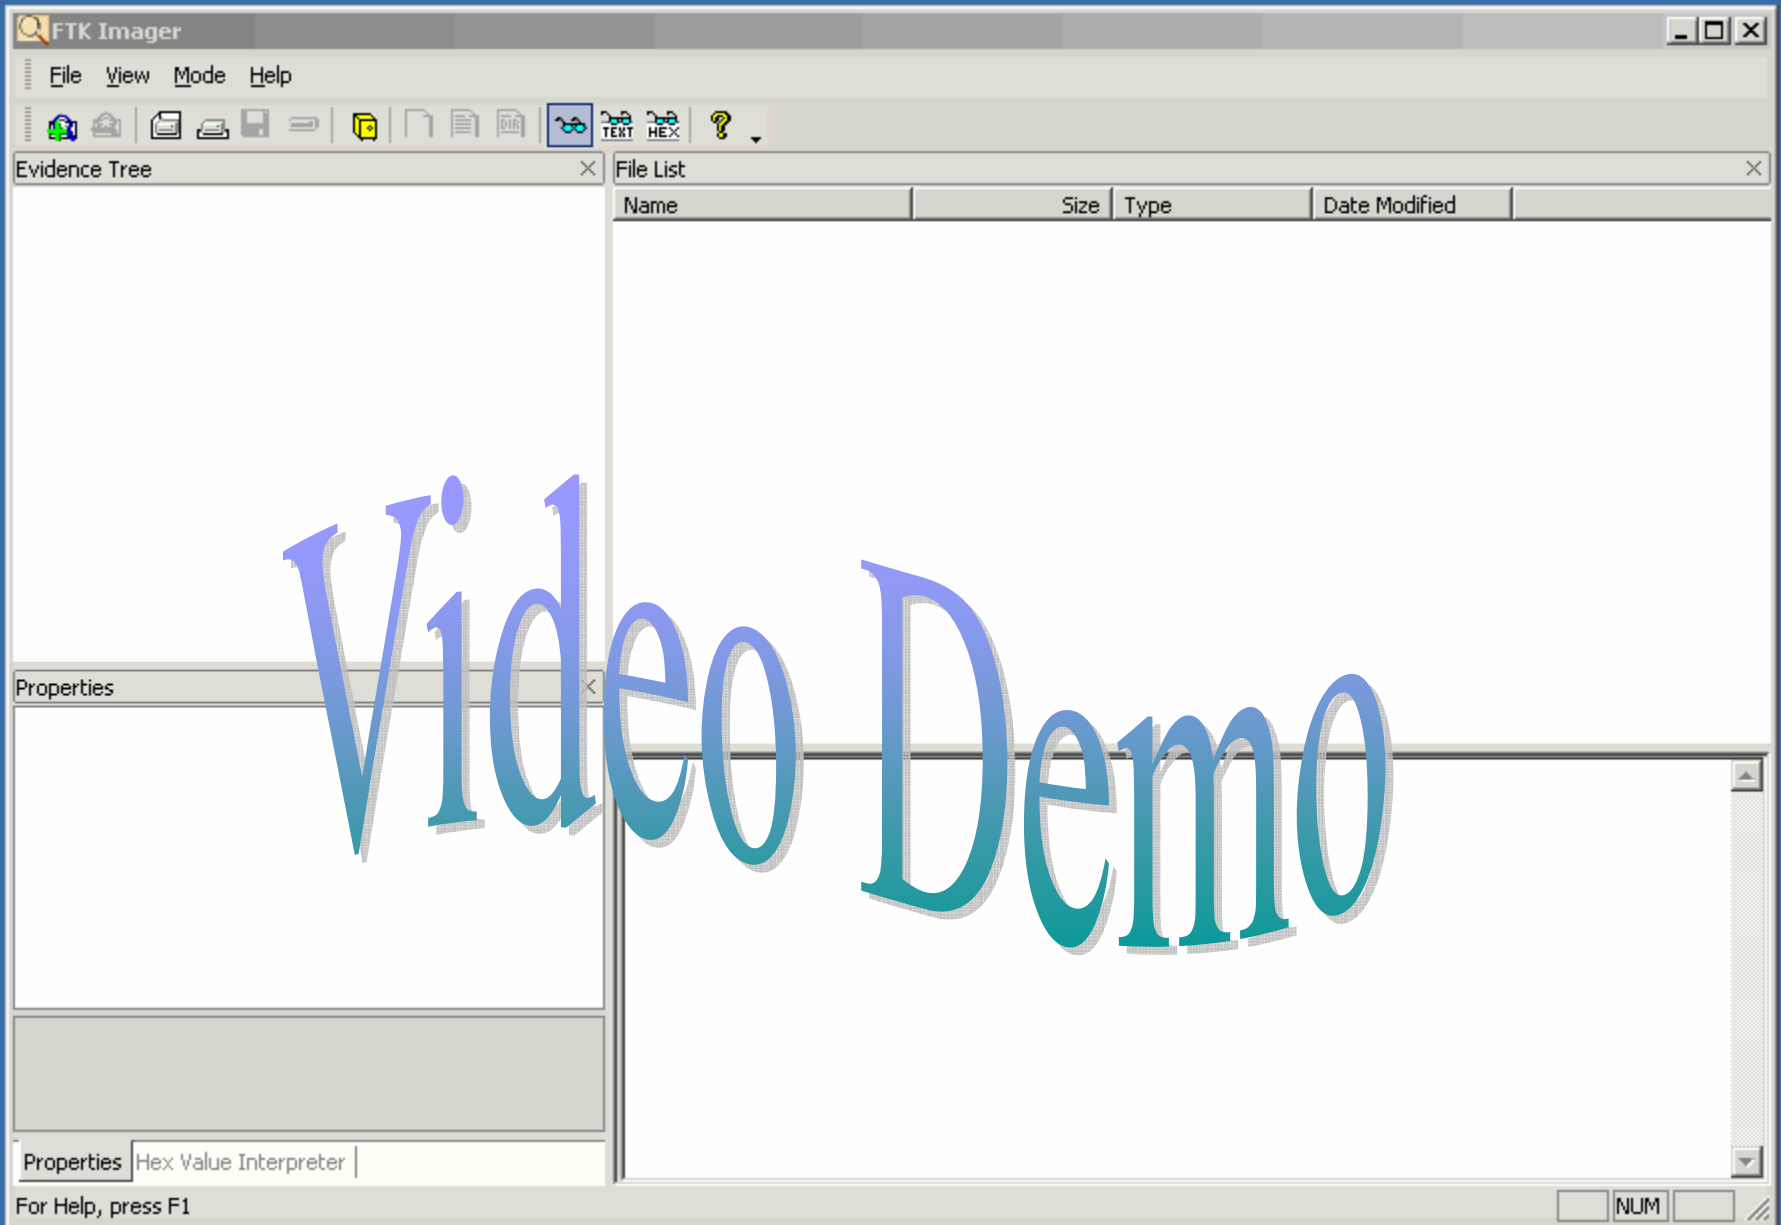 FTK Imager
File View Mode Help
DIR TEXT HEX
Evidence Tree
File List
Name Size Type Date Modified
Video Demo
Properties
Properties Hex Value Interpreter
For Help, press F1
NUM